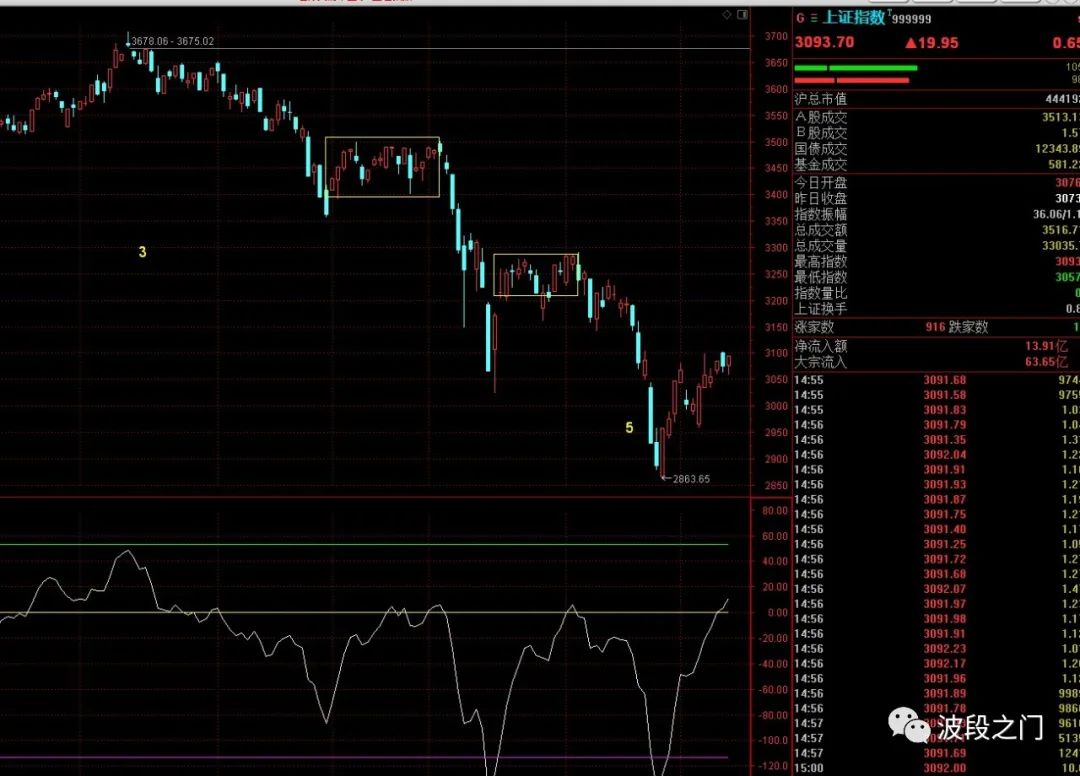 3678.06 - 3675.02
3
5
2863.65
3700
3650
3600
3550
3500
3450
3400
3350
3300
3250
3200
3150
3100
3050
3000
2950
2900
2850
80.00
60.00
40.00
20.00
0.00
-20.00
-40.00
-60.00
-80.00
-100.0
-120.0
G 上证指数 T 999999
3093.70 ▲19.95 0.65
沪总市值 44419
A股成交 3513.1
B股成交 1.5
国债成交 12343.8
基金成交 581.2
今日开盘 3076
昨日收盘 3073
指数振幅 36.06/1.1
总成交额 3516.7
总成交量 33035.
最高指数 3093
最低指数 3057
指数量比
上证换手 0.8
涨家数 916 跌家数 1
净流入额 13.91亿
大宗流入 63.65亿
14:55 3091.68 974
14:55 3091.58 975
14:55 3091.83 1.0
14:56 3091.79 1.0
14:56 3091.35 1.3
14:56 3092.04 1.2
14:56 3091.91 1.1
14:56 3091.93 1.2
14:56 3091.87 1.1
14:56 3091.75 1.2
14:56 3091.40 1.1
14:56 3091.25 1.0
14:56 3091.72 1.2
14:56 3091.68 1.2
14:56 3092.07 1.4
14:56 3091.97 1.2
14:56 3091.98 1.1
14:56 3091.91 1.1
14:56 3092.23 1.0
14:56 3092.17 1.2
14:56 3091.96 1.1
14:56 3091.89 998
14:56 3091.78 986
14:57 961
14:57 513
14:57 3091.69 124
15:00 3092.00 10.
波段之门